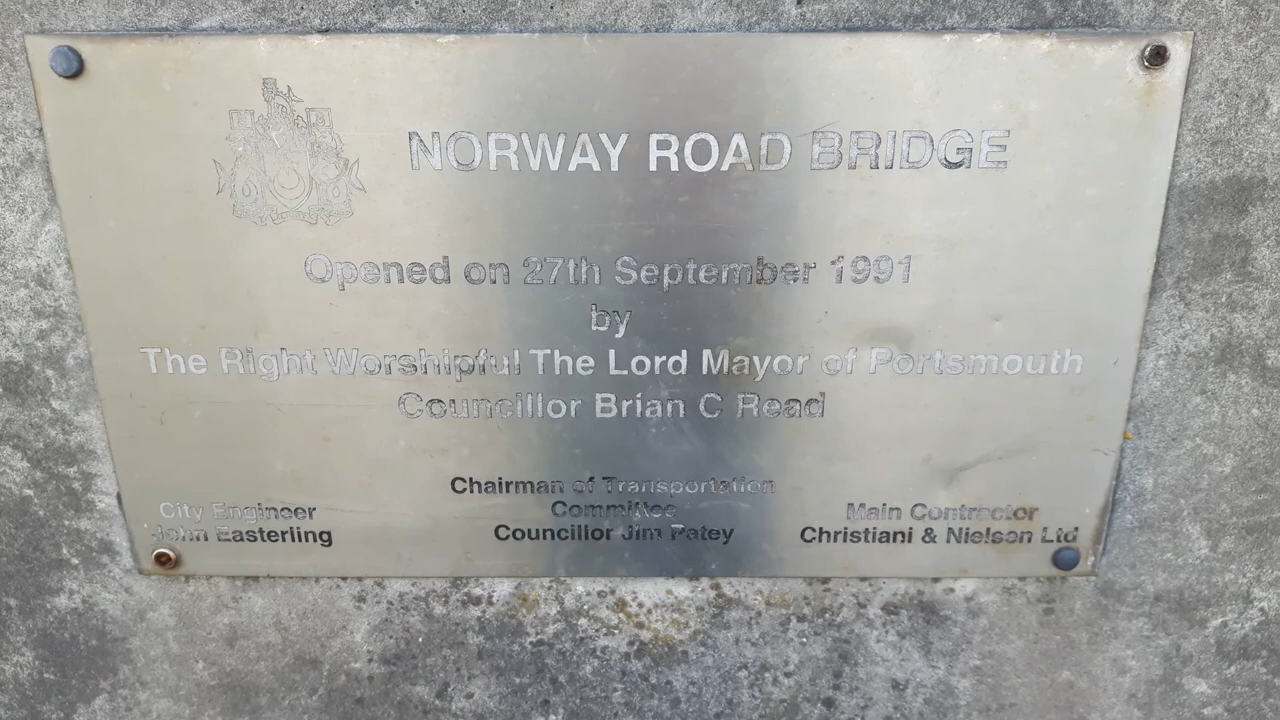 NORWAY ROAD BRIDGE
Opened on 27th September 1991
by
The Right Worshipful The Lord Mayor of Portsmouth
Councillor Brian C Read
Chairman of Transportation
Committee
Councillor Jim Patey
City Engineer
John Easterling
Main Contractor
Christiani & Nielson Ltd